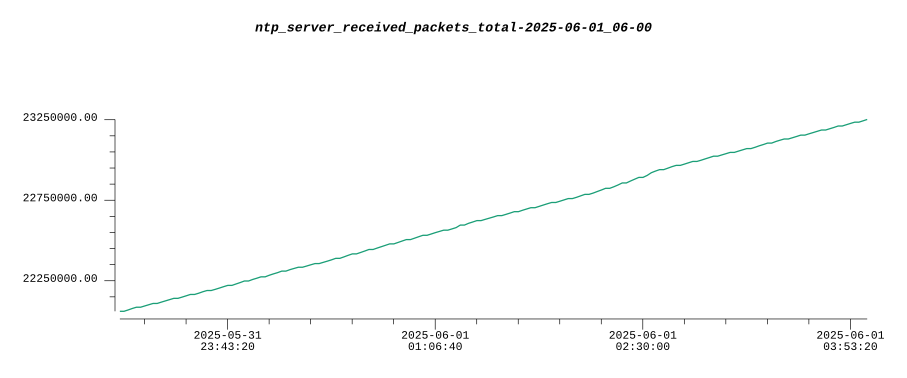 ntp_server_received_packets_total-2025-06-01_06-00
23250000.00
22750000.00
22250000.00
2025-05-31 2025-06-01 2025-06-01 2025-06-01
23:43:20 01:06:40 02:30:00 03:53:20